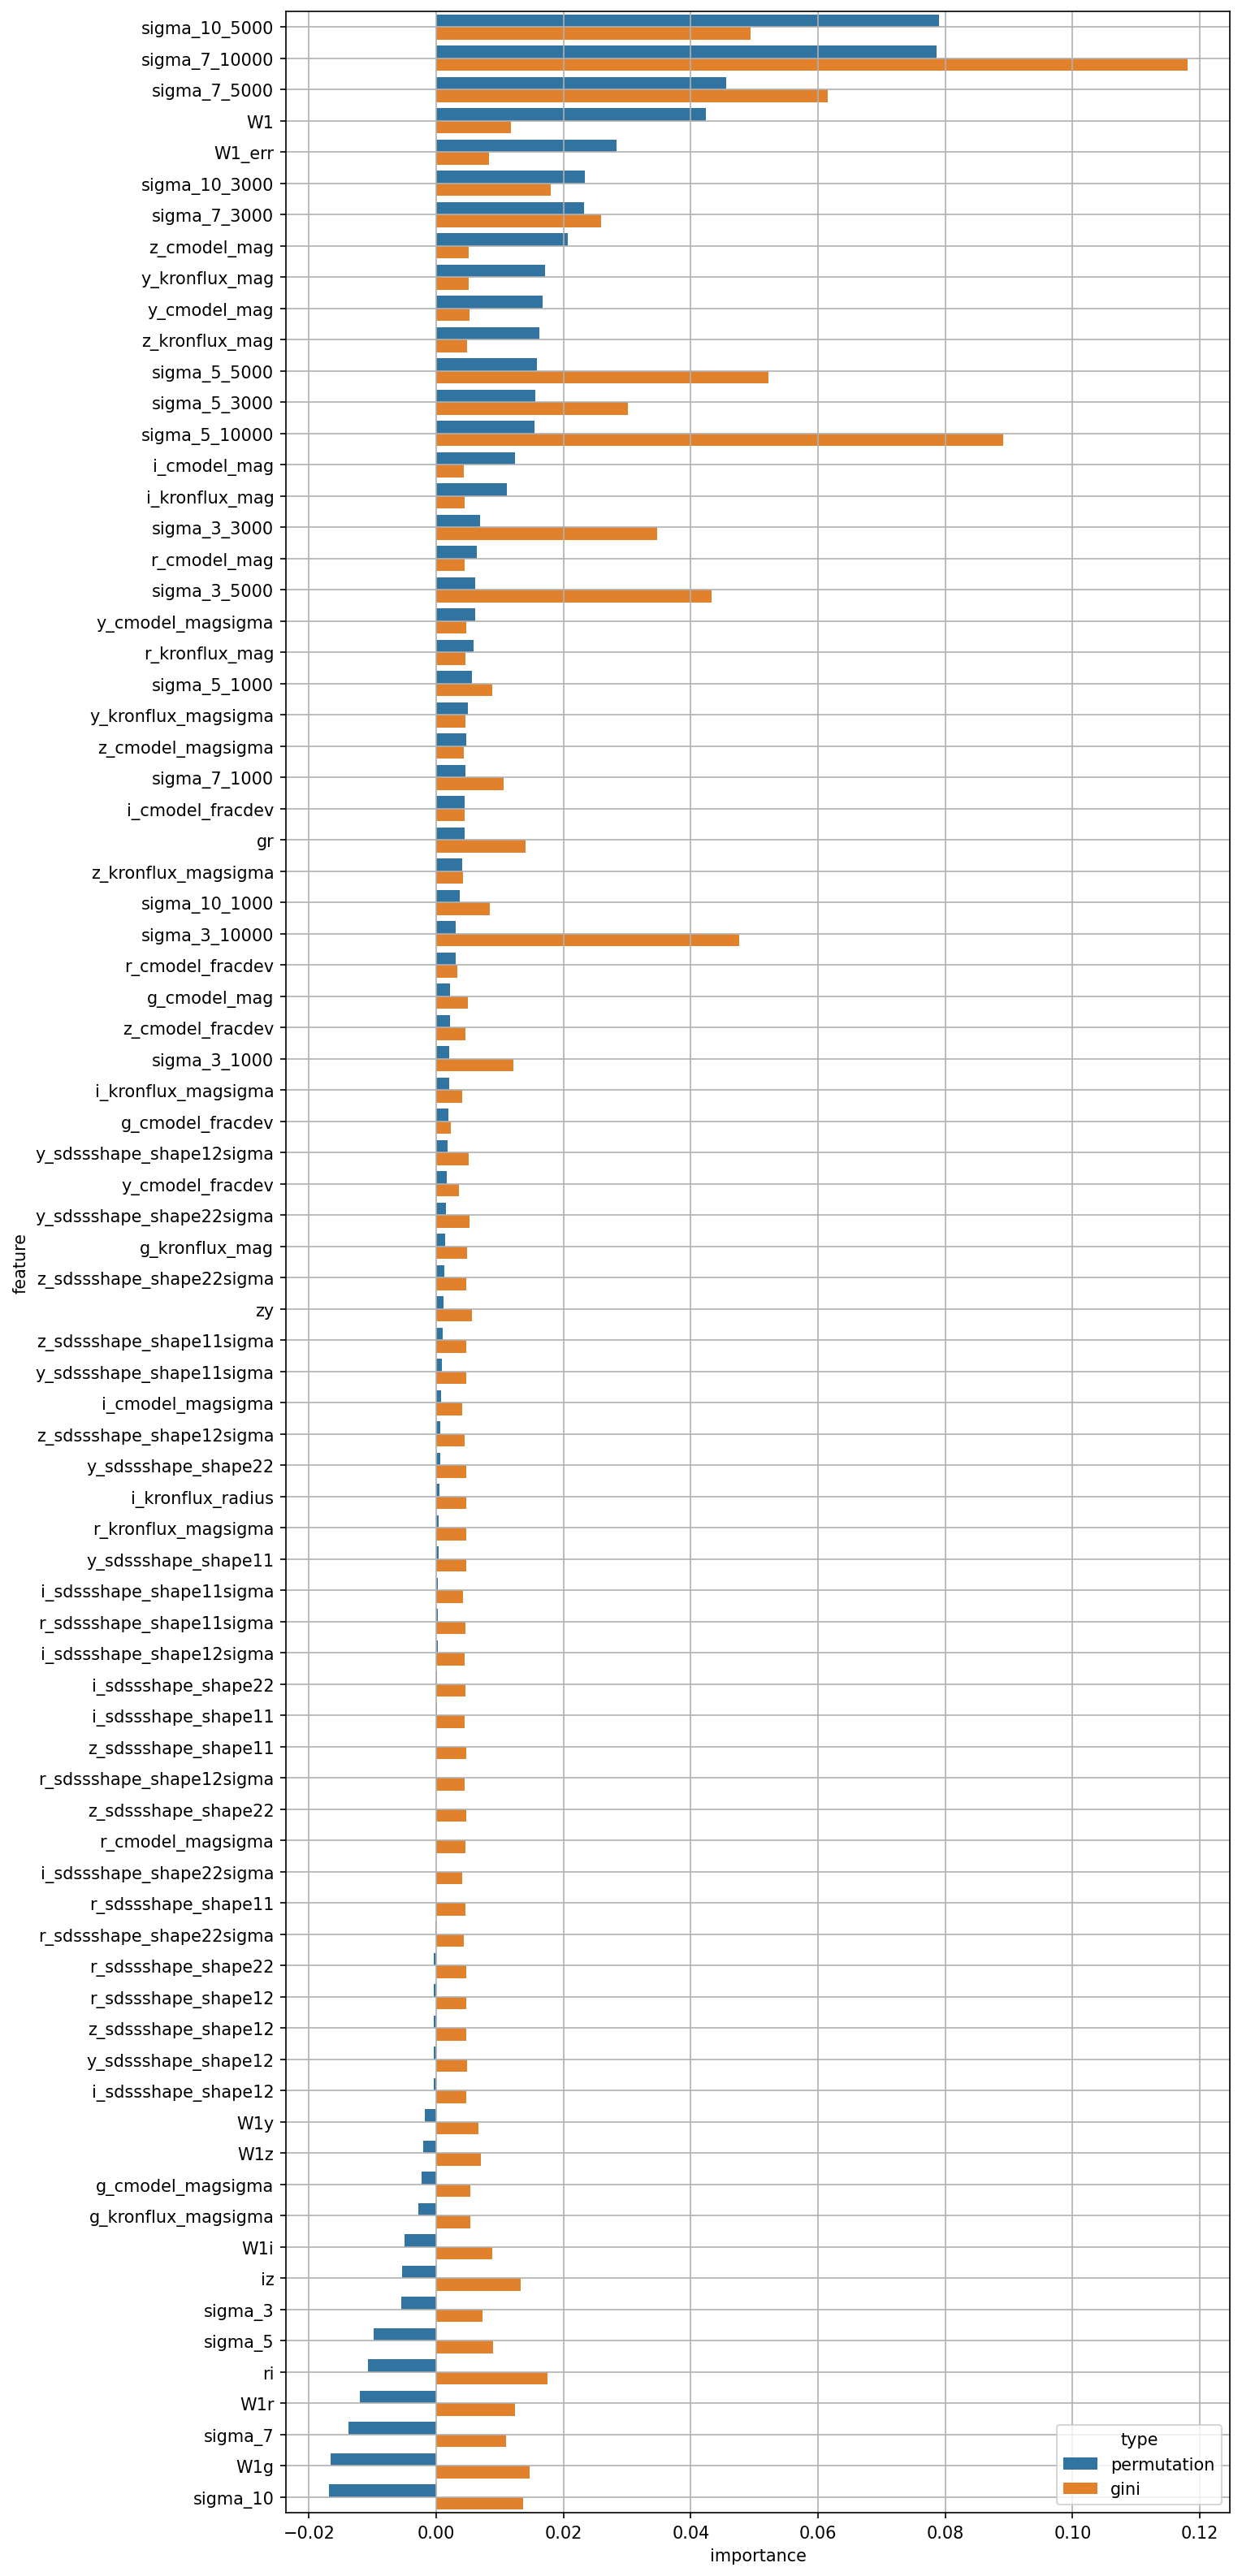 sigma_10_5000
sigma_7_10000
sigma_7_5000
W1
W1_err
sigma_10_3000
sigma_7_3000
z_cmodel_mag
y_kronflux_mag
y_cmodel_mag
z_kronflux_mag
sigma_5_5000
sigma_5_3000
sigma_5_10000
i_cmodel_mag
i_kronflux_mag
sigma_3_3000
r_cmodel_mag
sigma_3_5000
y_cmodel_magsigma
r_kronflux_mag
sigma_5_1000
y_kronflux_magsigma
z_cmodel_magsigma
sigma_7_1000
i_cmodel_fracdev
gr
z_kronflux_magsigma
sigma_10_1000
sigma_3_10000
r_cmodel_fracdev
g_cmodel_mag
z_cmodel_fracdev
sigma_3_1000
i_kronflux_magsigma
g_cmodel_fracdev
y_sdssshape_shape12sigma
y_cmodel_fracdev
y_sdssshape_shape22sigma
g_kronflux_mag
feature
z_sdssshape_shape22sigma
zy
z_sdssshape_shape11sigma
y_sdssshape_shape11sigma
i_cmodel_magsigma
z_sdssshape_shape12sigma
y_sdssshape_shape22
i_kronflux_radius
r_kronflux_magsigma
y_sdssshape_shape11
i_sdssshape_shape11sigma
r_sdssshape_shape11sigma
i_sdssshape_shape12sigma
i_sdssshape_shape22
i_sdssshape_shape11
z_sdssshape_shape11
r_sdssshape_shape12sigma
z_sdssshape_shape22
r_cmodel_magsigma
i_sdssshape_shape22sigma
r_sdssshape_shape11
r_sdssshape_shape22sigma
r_sdssshape_shape22
r_sdssshape_shape12
z_sdssshape_shape12
y_sdssshape_shape12
i_sdssshape_shape12
W1y
W1z
g_cmodel_magsigma
g_kronflux_magsigma
W1i
iz
sigma_3
sigma_5
ri
W1r
sigma_7
W1g
sigma_10
type
permutation
gini
−0.02 0.00 0.02 0.04 0.06 0.08 0.10 0.12
importance